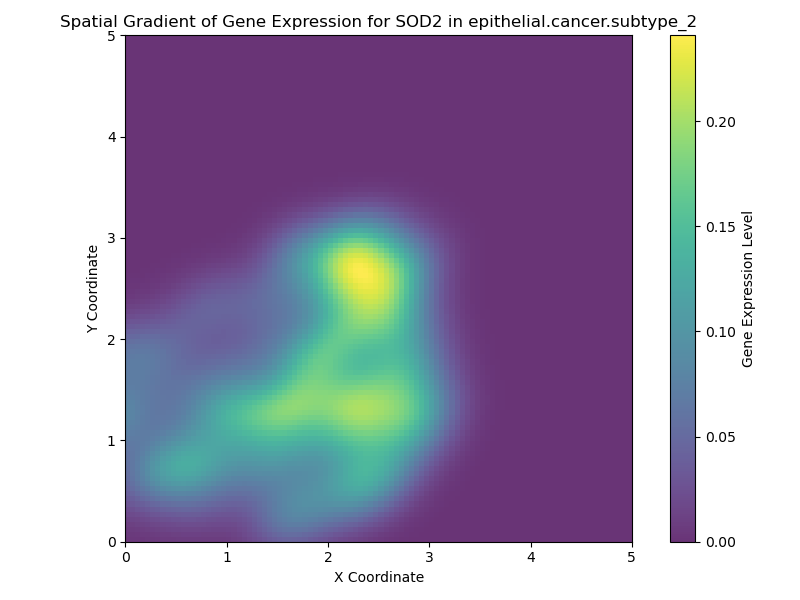 Spatial Gradient of Gene Expression for SOD2 in epithelial.cancer.subtype_2
5
4
3
2
1
0
0 1 2 3 4 5
X Coordinate
Y Coordinate
0.20
0.15
0.10
0.05
0.00
Gene Expression Level